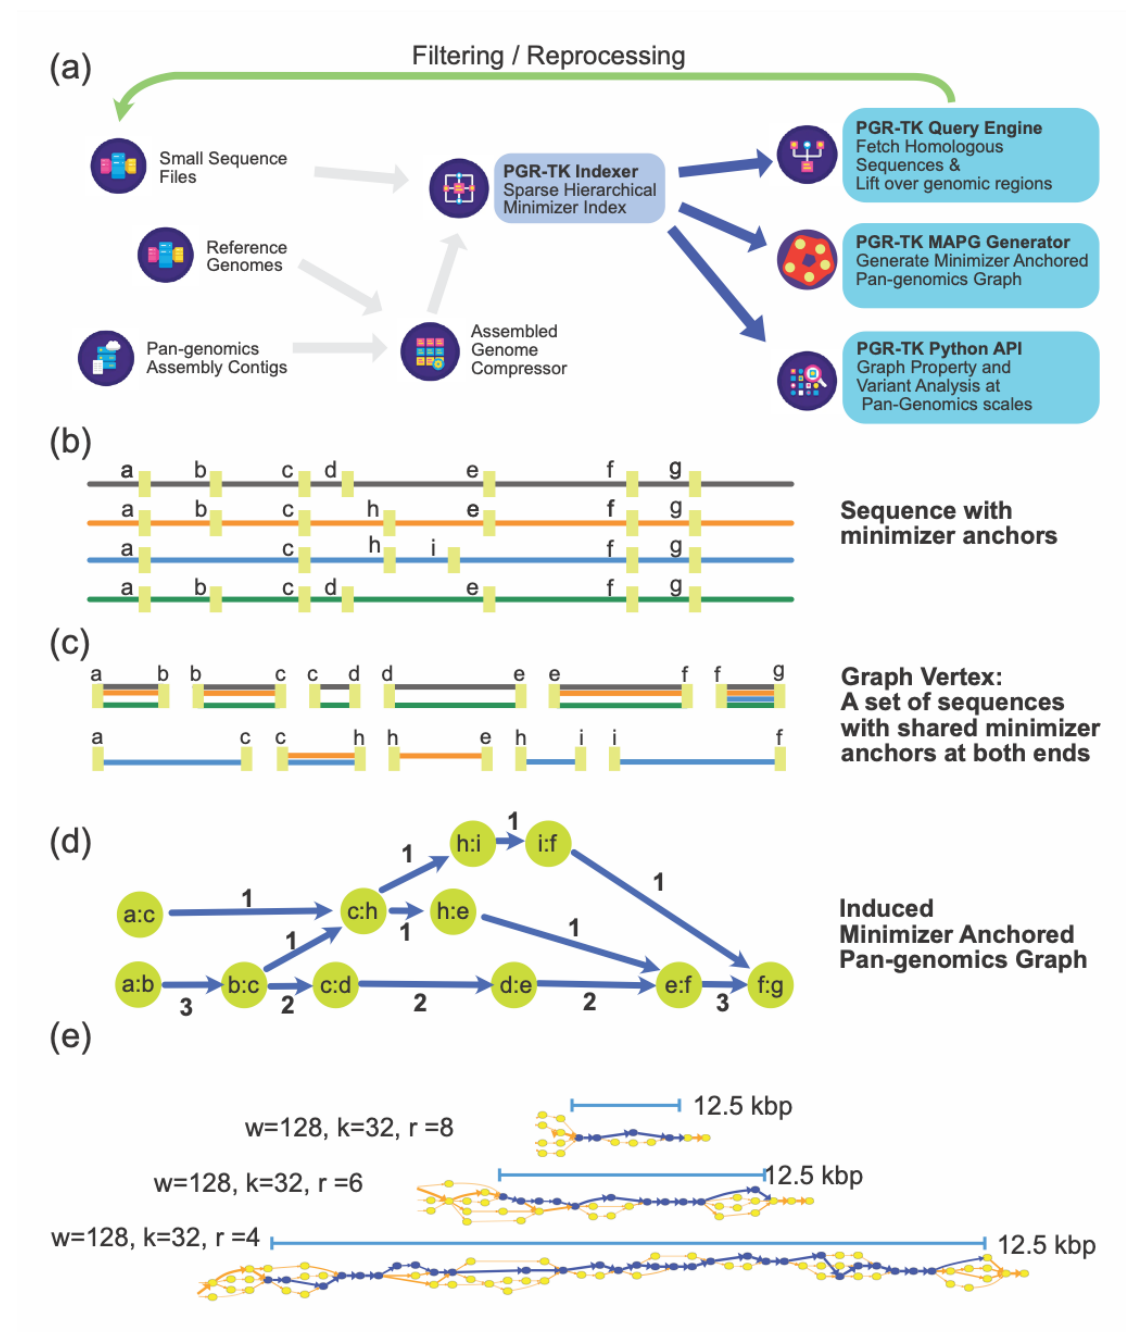 (a)
Filtering / Reprocessing
Small Sequence
Files
Reference
Genomes
Pan-genomics
Assembly Contigs
PGR-TK Indexer
Sparse Hierarchical
Minimizer Index
Assembled
Genome
Compressor
PGR-TK Query Engine
Fetch Homologous
Sequences &
Lift over genomic regions
PGR-TK MAPG Generator
Generate Minimizer Anchored
Pan-genomics Graph
PGR-TK Python API
Graph Property and
Variant Analysis at
Pan-Genomics scales
(b)
a b c d e f g
a b c h e f g
a c h i f g
a b c d e f g
Sequence with
minimizer anchors
(c)
a b b c c d d e e f f g
a c c h h e h i i f
Graph Vertex:
A set of sequences
with shared minimizer
anchors at both ends
(d)
h:i 1 i:f
1 1
a:c 1 c:h 1 h:e 1
1
a:b 3 b:c 2 c:d 2 d:e 2 e:f 3 f:g
Induced
Minimizer Anchored
Pan-genomics Graph
(e)
w=128, k=32, r =8 12.5 kbp
w=128, k=32, r =6 12.5 kbp
w=128, k=32, r =4 12.5 kbp